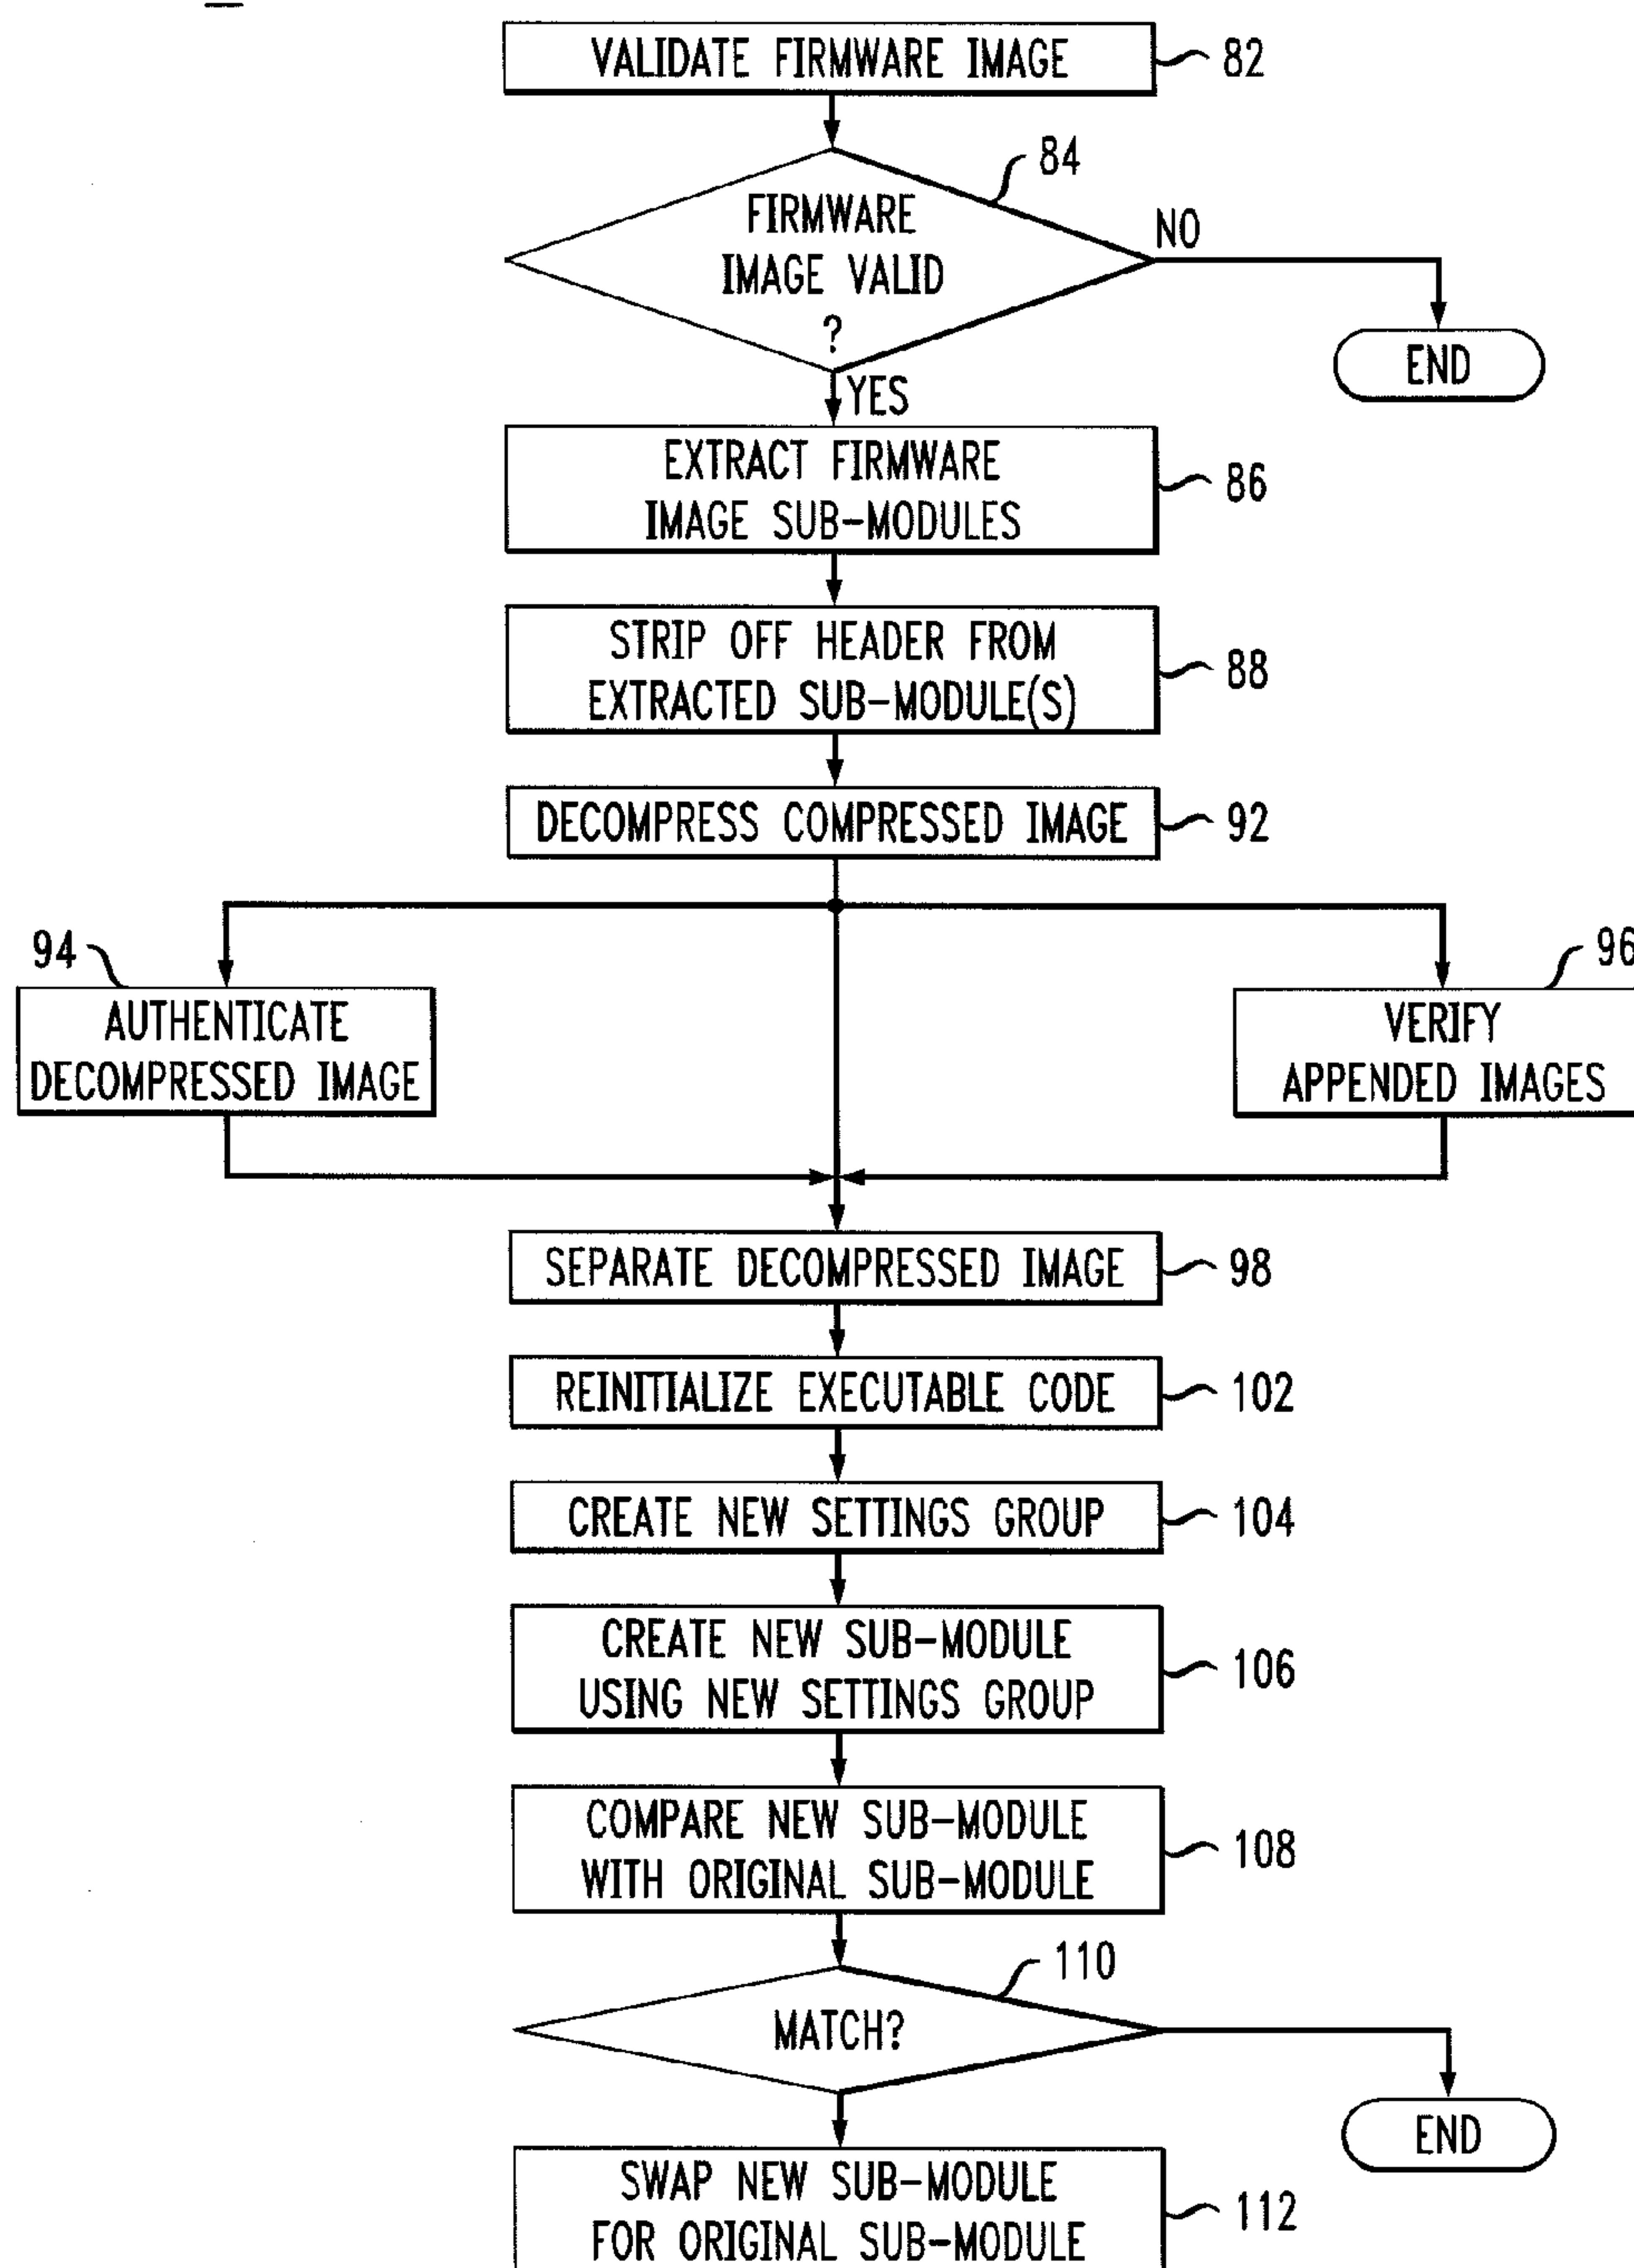 VALIDATE FIRMWARE IMAGE
82
84
FIRMWARE
IMAGE VALID
?
NO
END
YES
EXTRACT FIRMWARE
IMAGE SUB-MODULES
86
STRIP OFF HEADER FROM
EXTRACTED SUB-MODULE(S)
88
DECOMPRESS COMPRESSED IMAGE
92
94
AUTHENTICATE
DECOMPRESSED IMAGE
96
VERIFY
APPENDED IMAGES
SEPARATE DECOMPRESSED IMAGE
98
REINITIALIZE EXECUTABLE CODE
102
CREATE NEW SETTINGS GROUP
104
CREATE NEW SUB-MODULE
USING NEW SETTINGS GROUP
106
COMPARE NEW SUB-MODULE
WITH ORIGINAL SUB-MODULE
108
110
MATCH?
END
SWAP NEW SUB-MODULE
FOR ORIGINAL SUB-MODULE
112